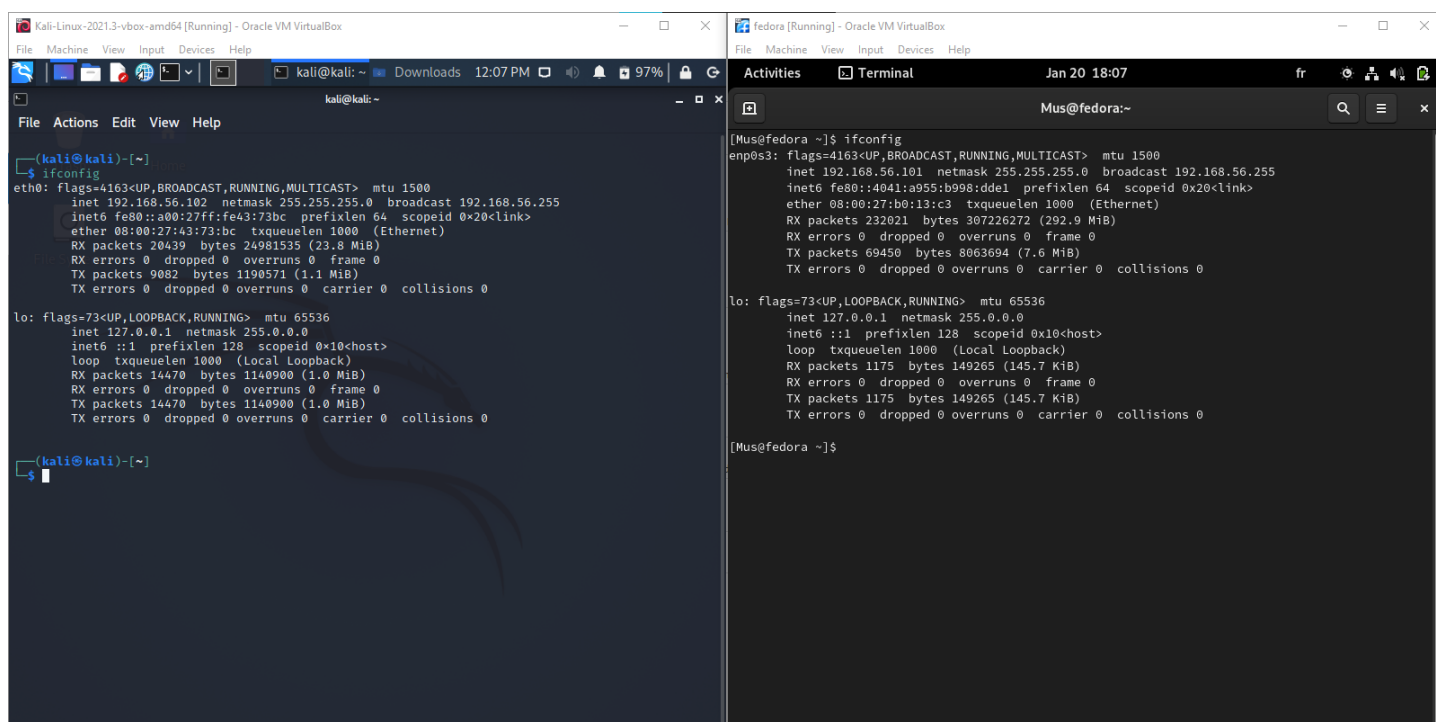 Kali-Linux-2021.3-vbox-amd64 [Running] - Oracle VM VirtualBox
File Machine View Input Devices Help
kali@kali: ~ Downloads 12:07 PM 97%
kali@kali: ~
File Actions Edit View Help
(kali㉿kali)-[~]
$ ifconfig
eth0: flags=4163<UP,BROADCAST,RUNNING,MULTICAST> mtu 1500
inet 192.168.56.102 netmask 255.255.255.0 broadcast 192.168.56.255
inet6 fe80::a00:27ff:fe43:73bc prefixlen 64 scopeid 0×20<link>
ether 08:00:27:43:73:bc txqueuelen 1000 (Ethernet)
RX packets 20439 bytes 24981535 (23.8 MiB)
RX errors 0 dropped 0 overruns 0 frame 0
TX packets 9082 bytes 1190571 (1.1 MiB)
TX errors 0 dropped 0 overruns 0 carrier 0 collisions 0
lo: flags=73<UP,LOOPBACK,RUNNING> mtu 65536
inet 127.0.0.1 netmask 255.0.0.0
inet6 ::1 prefixlen 128 scopeid 0×10<host>
loop txqueuelen 1000 (Local Loopback)
RX packets 14470 bytes 1140900 (1.0 MiB)
RX errors 0 dropped 0 overruns 0 frame 0
TX packets 14470 bytes 1140900 (1.0 MiB)
TX errors 0 dropped 0 overruns 0 carrier 0 collisions 0
(kali㉿kali)-[~]
$
fedora [Running] - Oracle VM VirtualBox
File Machine View Input Devices Help
Activities Terminal Jan 20 18:07 fr
Mus@fedora:~
[Mus@fedora ~]$ ifconfig
enp0s3: flags=4163<UP,BROADCAST,RUNNING,MULTICAST> mtu 1500
inet 192.168.56.101 netmask 255.255.255.0 broadcast 192.168.56.255
inet6 fe80::4041:a955:b998:dde1 prefixlen 64 scopeid 0x20<link>
ether 08:00:27:b0:13:c3 txqueuelen 1000 (Ethernet)
RX packets 232021 bytes 307226272 (292.9 MiB)
RX errors 0 dropped 0 overruns 0 frame 0
TX packets 69450 bytes 8063694 (7.6 MiB)
TX errors 0 dropped 0 overruns 0 carrier 0 collisions 0
lo: flags=73<UP,LOOPBACK,RUNNING> mtu 65536
inet 127.0.0.1 netmask 255.0.0.0
inet6 ::1 prefixlen 128 scopeid 0x10<host>
loop txqueuelen 1000 (Local Loopback)
RX packets 1175 bytes 149265 (145.7 KiB)
RX errors 0 dropped 0 overruns 0 frame 0
TX packets 1175 bytes 149265 (145.7 KiB)
TX errors 0 dropped 0 overruns 0 carrier 0 collisions 0
[Mus@fedora ~]$